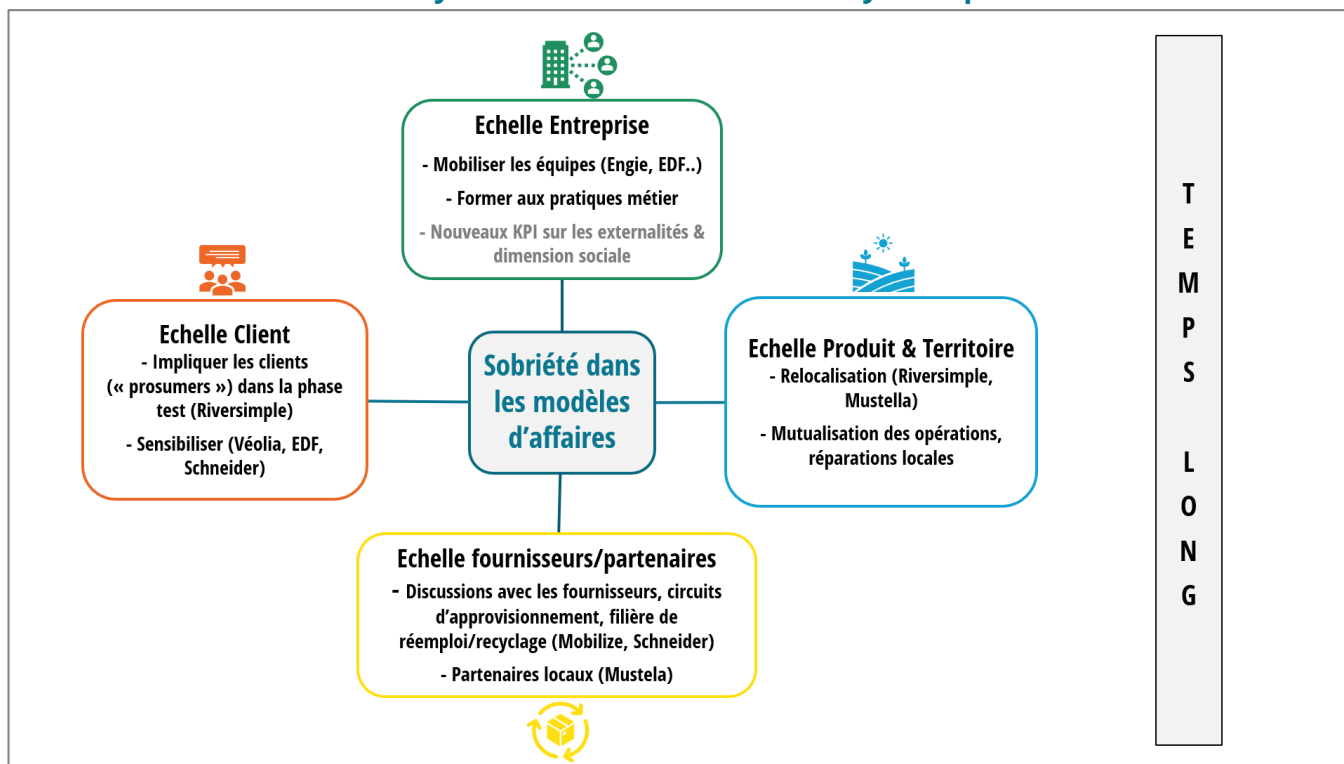 Echelle Entreprise
- Mobiliser les équipes (Engie, EDF..)
- Former aux pratiques métier
- Nouveaux KPI sur les externalités &
dimension sociale
Echelle Client
- Impliquer les clients
(« prosumers ») dans la phase
test (Riversimple)
- Sensibiliser (Véolia, EDF,
Schneider)
Sobriété dans
les modèles
d’affaires
Echelle Produit & Territoire
- Relocalisation (Riversimple,
Mustella)
- Mutualisation des opérations,
réparations locales
Echelle fournisseurs/partenaires
- Discussions avec les fournisseurs, circuits
d’approvisionnement, filière de
réemploi/recyclage (Mobilize, Schneider)
- Partenaires locaux (Mustela)
T
E
M
P
S
L
O
N
G